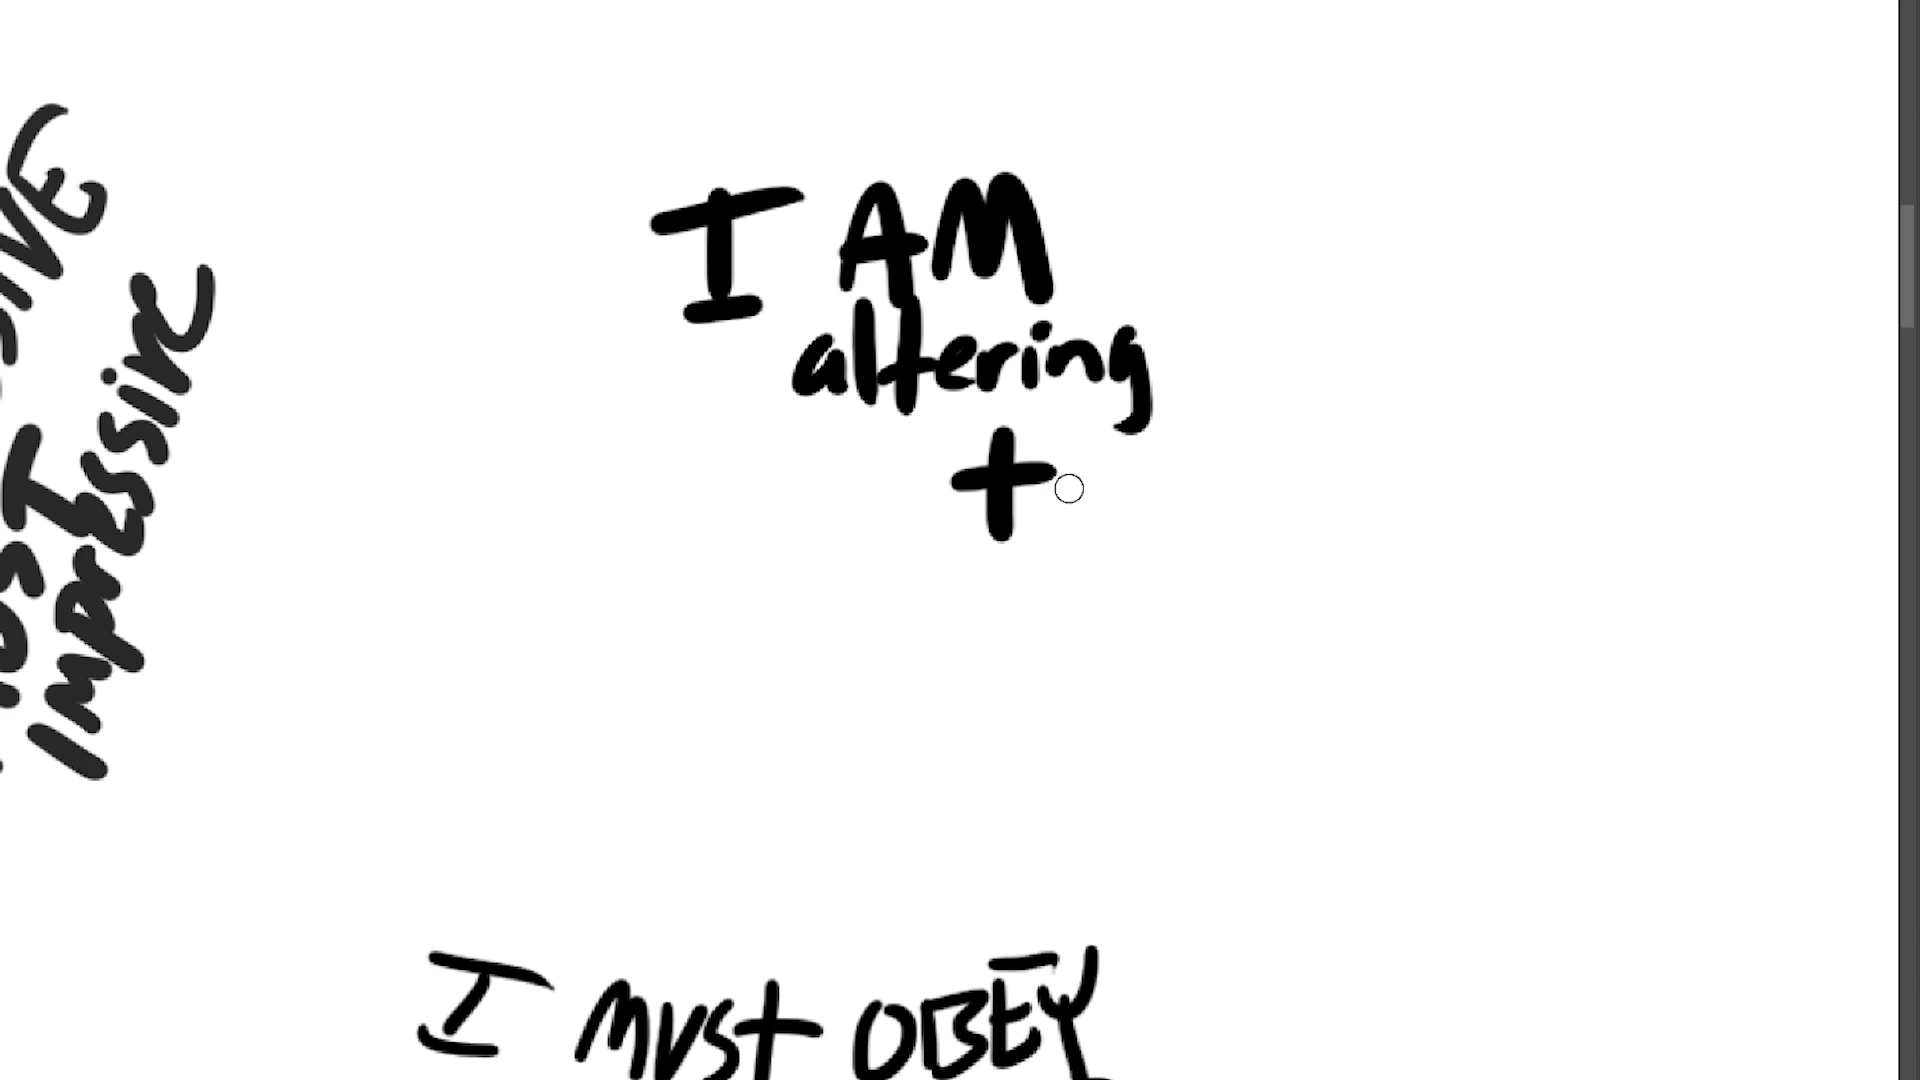 I AM
altering
+
I must OBEY
Impressive